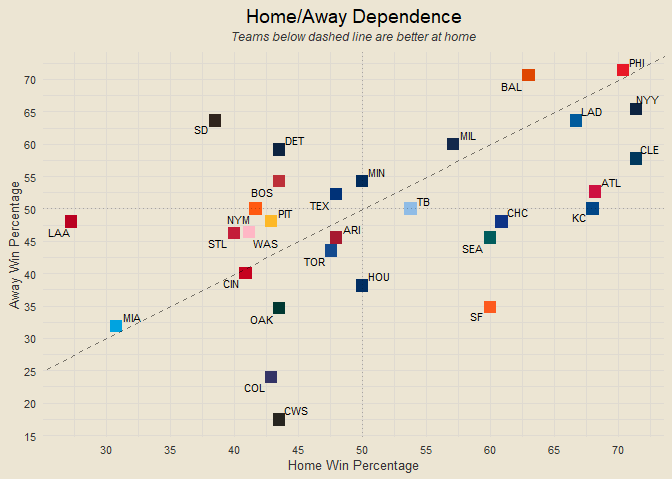 Home/Away Dependence
Teams below dashed line are better at home
PHI
BAL
NYY
LAD
SD
DET
MIL
CLE
MIN
ATL
BOS
TEX
TB
NYM
PIT
CHC
KC
LAA
STL
WAS
ARI
SEA
TOR
CIN
HOU
MIA
OAK
SF
COL
CWS
70
65
60
55
50
45
40
35
30
25
20
15
Away Win Percentage
30 35 40 45 50 55 60 65 70
Home Win Percentage